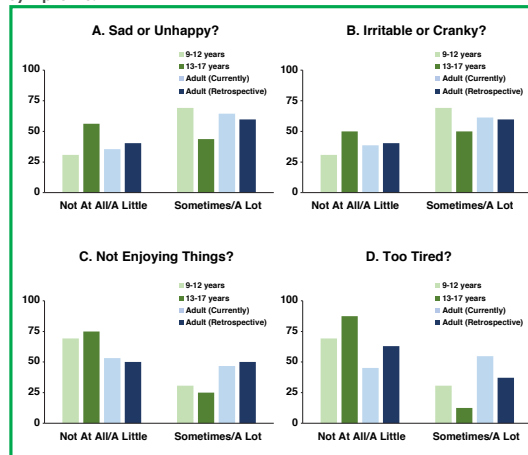 A. Sad or Unhappy?
9-12 years
13-17 years
Adult (Currently)
Adult (Retrospective)
100
75
50
25
0
Not At All/A Little
Sometimes/A Lot
B. Irritable or Cranky?
9-12 years
13-17 years
Adult (Currently)
Adult (Retrospective)
100
75
50
25
0
Not At All/A Little
Sometimes/A Lot
C. Not Enjoying Things?
9-12 years
13-17 years
Adult (Currently)
Adult (Retrospective)
100
75
50
25
0
Not At All/A Little
Sometimes/A Lot
D. Too Tired?
9-12 years
13-17 years
Adult (Currently)
Adult (Retrospective)
100
75
50
25
0
Not At All/A Little
Sometimes/A Lot